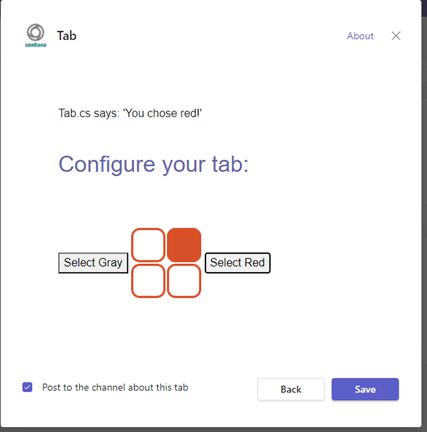 Tab
About
contoso
Tab.cs says: 'You chose red!'
Configure your tab:
Select Gray
Select Red
Post to the channel about this tab
Back
Save